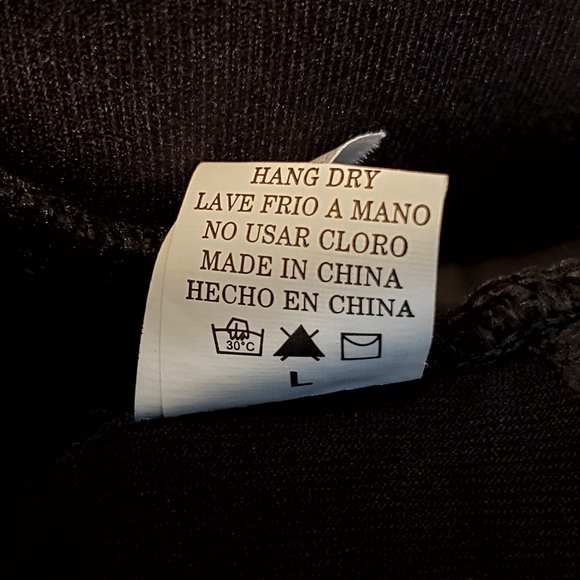 HANG DRY
LAVE FRIO A MANO
NO USAR CLORO
MADE IN CHINA
HECHO EN CHINA
30°C
L